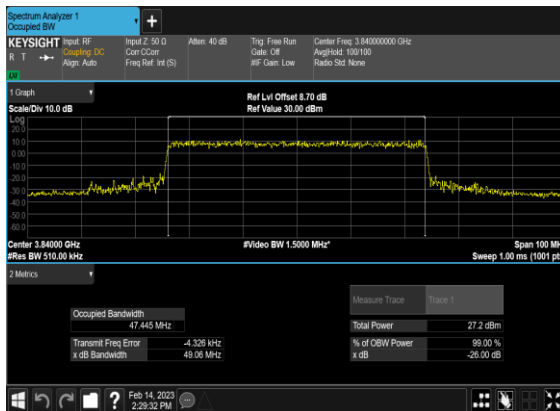 Spectrum Analyzer 1
Occupied BW
KEYSIGHT Input: RF Input Z: 50 Ω Atten: 40 dB Trig: Free Run Center Freq: 3.840000000 GHz
R T Coupling: DC Corr CCorr Gate: Off Avg|Hold: 100/100
Align: Auto Freq Ref: Int (S) #IF Gain: Low Radio Std: None
1 Graph
Ref Lvl Offset 8.70 dB
Scale/Div 10.0 dB Ref Value 30.00 dBm
Log
20.0
10.0
0.00
-10.0
-20.0
-30.0
-40.0
-50.0
-60.0
Center 3.84000 GHz #Video BW 1.5000 MHz* Span 100 MH
#Res BW 510.00 kHz Sweep 1.00 ms (1001 pts
2 Metrics
Measure Trace Trace 1
Occupied Bandwidth
47.445 MHz Total Power 27.2 dBm
Transmit Freq Error -4.326 kHz % of OBW Power 99.00 %
x dB Bandwidth 49.06 MHz x dB -26.00 dB
Feb 14, 2023
2:29:32 PM